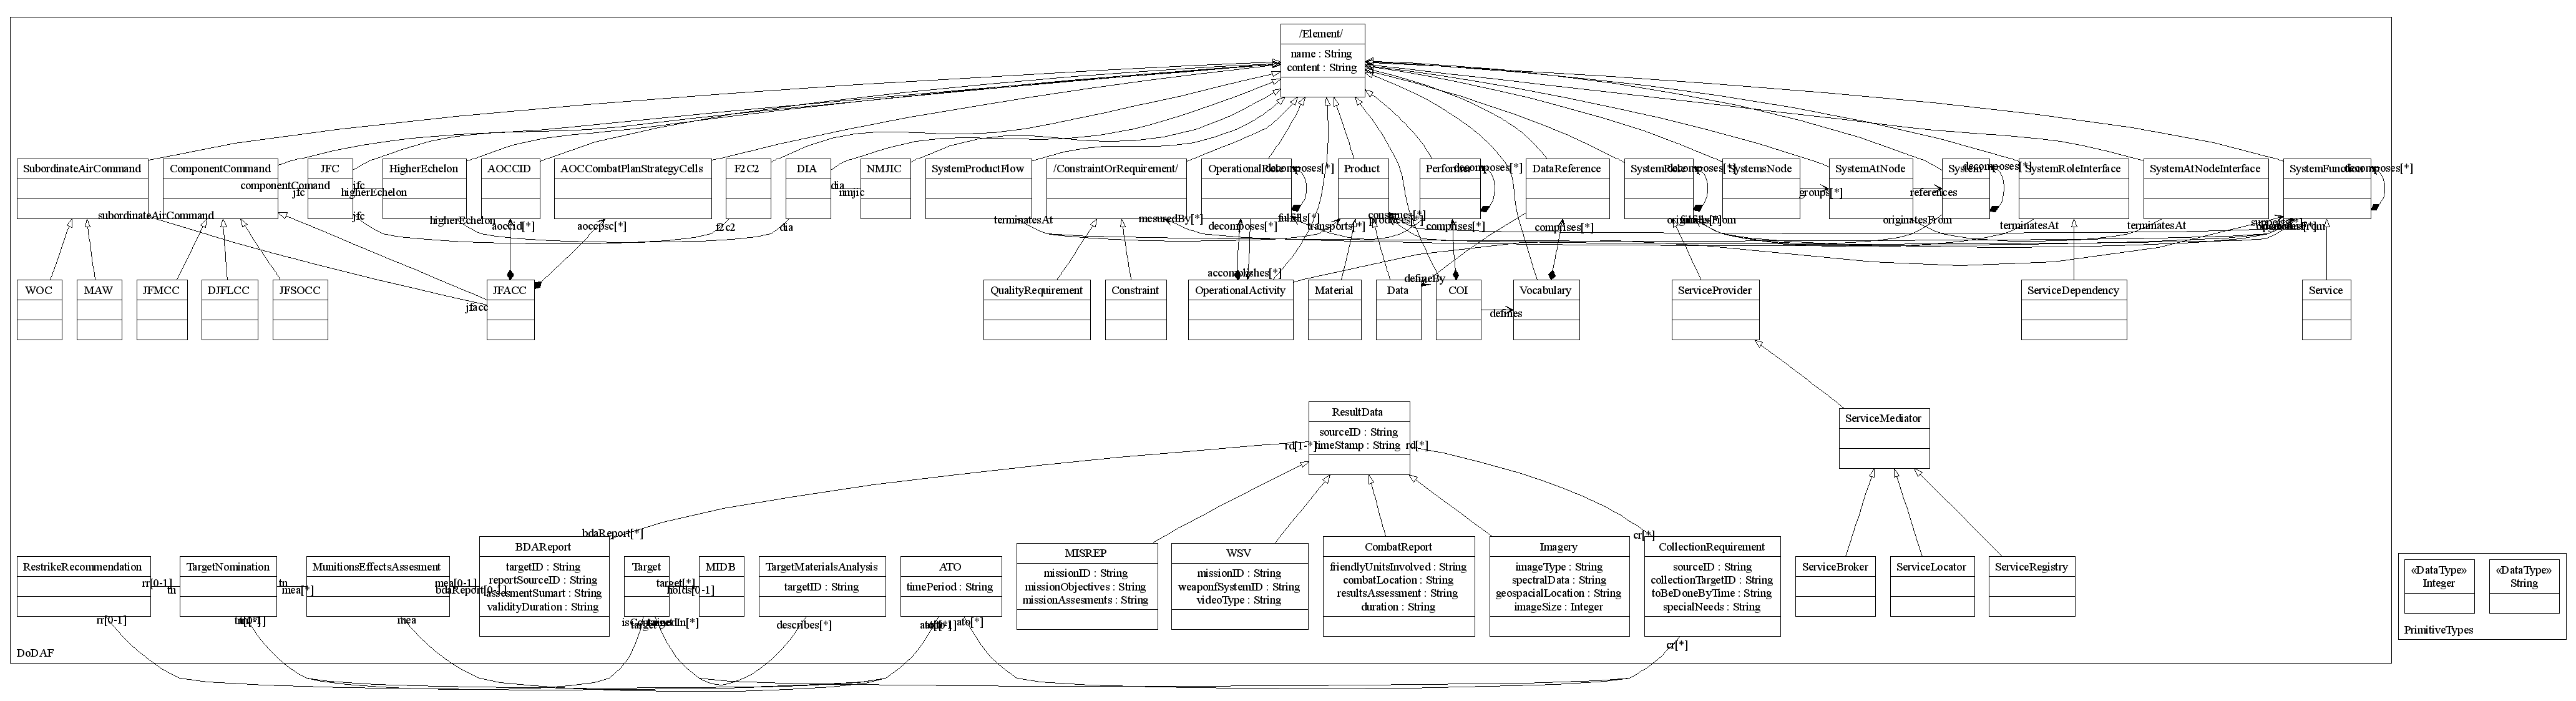 /Element/
name : String
content : String
SubordinateAirCommand
ComponentCommand
JFC
HigherEchelon
AOCCID
AOCCombatPlanStrategyCells
F2C2
DIA
NMJIC
SystemProductFlow
/ConstraintOrRequirement/
OperationalRole
decomposes[*]
Product
Performer
decomposes[*]
DataReference
SystemRole
decomposes[*]
SystemsNode
SystemAtNode
System
decomposes[*]
SystemRoleInterface
SystemAtNodeInterface
SystemFunction
decomposes[*]
componentComand
jfc
jfc
higherEchelon
dia
nmjic
groups[*]
references
subordinateAirCommand
jfc
higherEchelon
aoccid[*]
aoccpsc[*]
f2c2
dia
terminatesAt
mesuredBy[*]
decomposes[*]
transports[*]
comprises[*]
comprises[*]
originatesFrom
terminatesAt
terminatesAt
accomplishes[*]
defineBy
WOC
MAW
JFMCC
DJFLCC
JFSOCC
JFACC
jfacc
QualityRequirement
Constraint
OperationalActivity
Material
Data
COI
defines
Vocabulary
ServiceProvider
ServiceDependency
Service
ResultData
sourceID : String
timeStamp : String
rd[1-*]
rd[*]
ServiceMediator
bdaReport[*]
cr[*]
RestrikeRecommendation
TargetNomination
MunitionsEffectsAssesment
BDAReport
targetID : String
reportSourceID : String
assesmentSumart : String
validityDuration : String
Target
MIDB
TargetMaterialsAnalysis
targetID : String
ATO
timePeriod : String
MISREP
missionID : String
missionObjectives : String
missionAssesments : String
WSV
missionID : String
weaponfSystemID : String
videoType : String
CombatReport
friendlyUnitsInvolved : String
combatLocation : String
resultsAssessment : String
duration : String
Imagery
imageType : String
spectralData : String
geospacialLocation : String
imageSize : Integer
CollectionRequirement
sourceID : String
collectionTargetID : String
toBeDoneByTime : String
specialNeeds : String
ServiceBroker
ServiceLocator
ServiceRegistry
rr[0-1]
tn
tn
mea[*]
mea[0-1]
bdaReport[0-1]
target[*]
holds[0-1]
rr[0-1]
mea
describes[*]
ato[*]
cr[*]
DoDAF
«DataType»
Integer
«DataType»
String
PrimitiveTypes